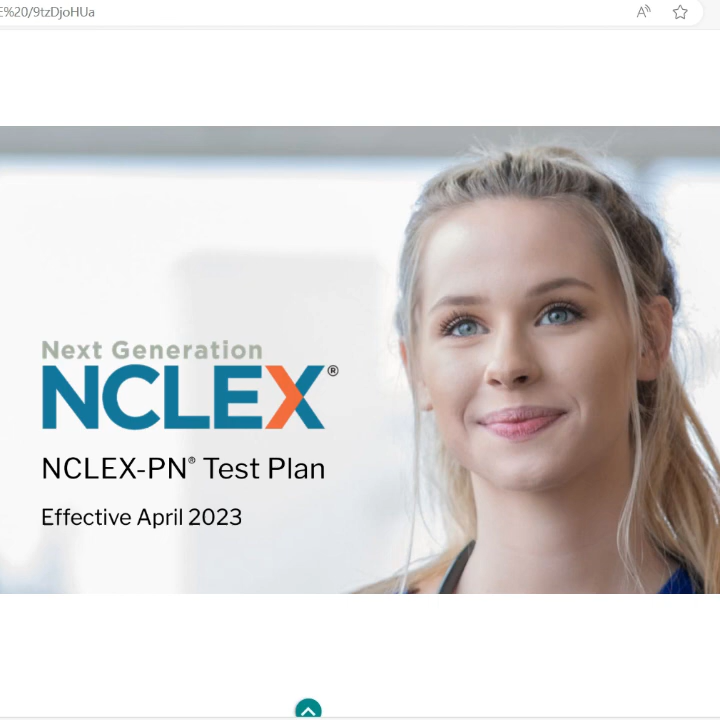 E%20/9tzDjoHUa
Next Generation
NCLEX®
NCLEX-PN® Test Plan
Effective April 2023